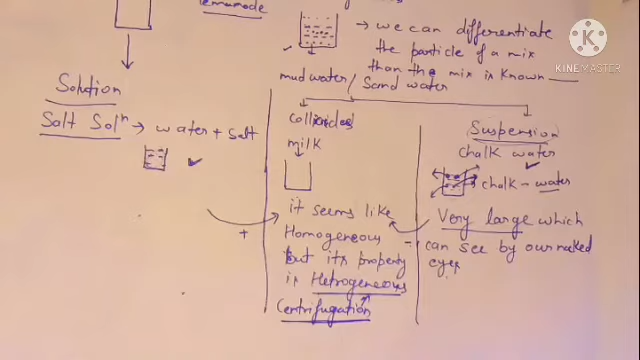 we can differentiate
the particle of a mix
than the mix is known
mud water /
Sand water
Solution
Salt Solⁿ → water + salt
colloids
milk
it seems like
Homogeneous
but its property
is Hetrogeneous
Centrifugation
+
Suspension
chalk water
chalk - water
Very large which
can see by our naked
eyes
KINEMASTER